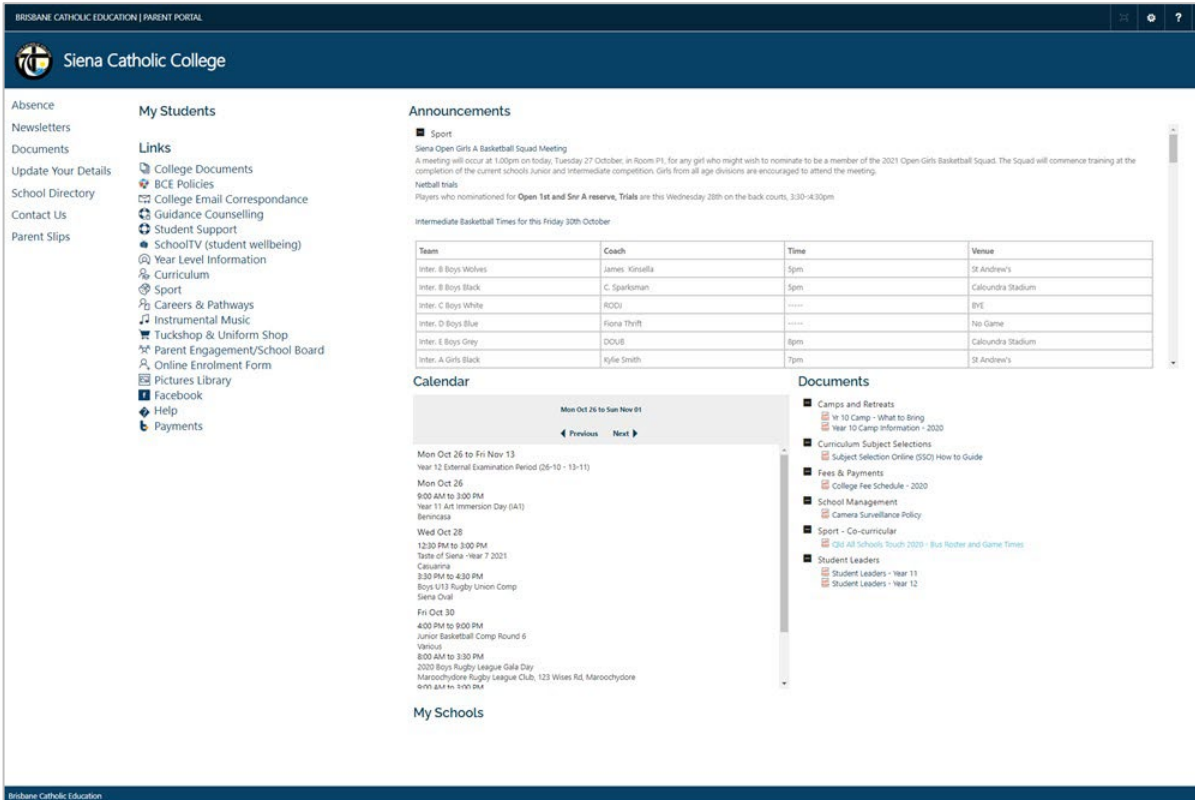 BRISBANE CATHOLIC EDUCATION | PARENT PORTAL
?
Siena Catholic College
Absence
Newsletters
Documents
Update Your Details
School Directory
Contact Us
Parent Slips
My Students
Links
College Documents
BCE Policies
College Email Correspondance
Guidance Counselling
Student Support
SchoolTV (student wellbeing)
Year Level Information
Curriculum
Sport
Careers & Pathways
Instrumental Music
Tuckshop & Uniform Shop
Parent Engagement/School Board
Online Enrolment Form
Pictures Library
Facebook
Help
Payments
Announcements
Sport
Siena Open Girls A Basketball Squad Meeting
A meeting will occur at 1.00pm on today, Tuesday 27 October, in Room P1, for any girl who might wish to nominate to be a member of the 2021 Open Girls Basketball Squad. The Squad will commence training at the
completion of the current schools Junior and Intermediate competition. Girls from all age divisions are encouraged to attend the meeting.
Netball trials
Players who nominationed for Open 1st and Snr A reserve, Trials are this Wednesday 28th on the back courts, 3:30-:4:30pm
Intermediate Basketball Times for this Friday 30th October
Team Coach Time Venue
Inter. B Boys Wolves James Kinsella 5pm St Andrew's
Inter. B Boys Black C. Sparksman 5pm Caloundra Stadium
Inter. C Boys White RODJ ----- BYE
Inter. D Boys Blue Fiona Thrift ----- No Game
Inter. E Boys Grey DOUB 8pm Caloundra Stadium
Inter. A Girls Black Kylie Smith 7pm St Andrew's
Calendar
Mon Oct 26 to Sun Nov 01
Previous Next
Mon Oct 26 to Fri Nov 13
Year 12 External Examination Period (26-10 - 13-11)
Mon Oct 26
9:00 AM to 3:00 PM
Year 11 Art Immersion Day (IA1)
Benincasa
Wed Oct 28
12:30 PM to 3:00 PM
Taste of Siena -Year 7 2021
Casuarina
3:30 PM to 4:30 PM
Boys U13 Rugby Union Comp
Siena Oval
Fri Oct 30
4:00 PM to 9:00 PM
Junior Basketball Comp Round 6
Various
8:00 AM to 3:30 PM
2020 Boys Rugby League Gala Day
Maroochydore Rugby League Club, 123 Wises Rd, Maroochydore
9:00 AM to 3:00 PM
Documents
Camps and Retreats
Yr 10 Camp - What to Bring
Year 10 Camp Information - 2020
Curriculum Subject Selections
Subject Selection Online (SSO) How to Guide
Fees & Payments
College Fee Schedule - 2020
School Management
Camera Surveillance Policy
Sport - Co-curricular
Qld All Schools Touch 2020 - Bus Roster and Game Times
Student Leaders
Student Leaders - Year 11
Student Leaders - Year 12
My Schools
Brisbane Catholic Education